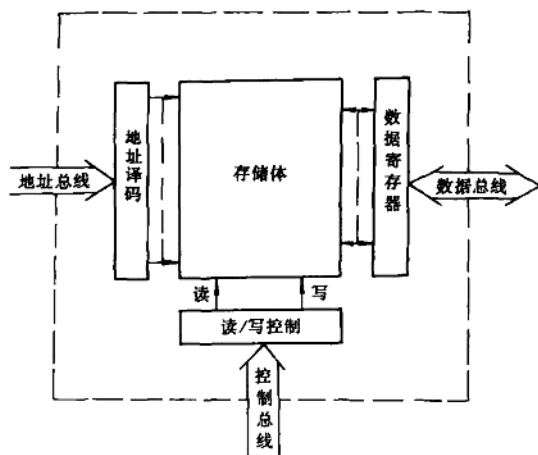 地址总线
地址译码
存储体
数据寄存器
数据总线
读
写
读/写控制
控制总线